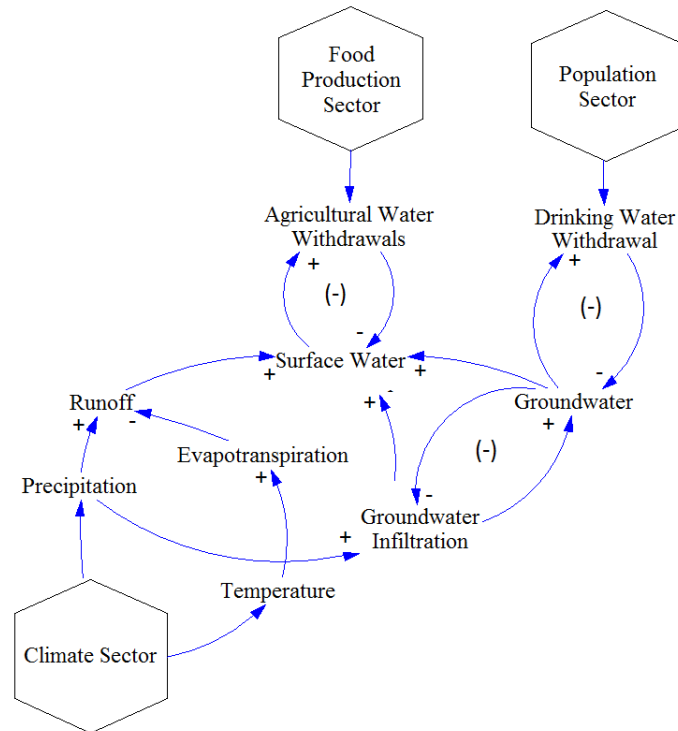 Food
Production
Sector
Population
Sector
Agricultural Water
Withdrawals
+
(-)
-
Drinking Water
Withdrawal
+
(-)
-
Surface Water
+
+
-
+
Runoff
+
-
Groundwater
+
Evapotranspiration
+
(-)
Precipitation
-
Groundwater
Infiltration
+
Temperature
Climate Sector